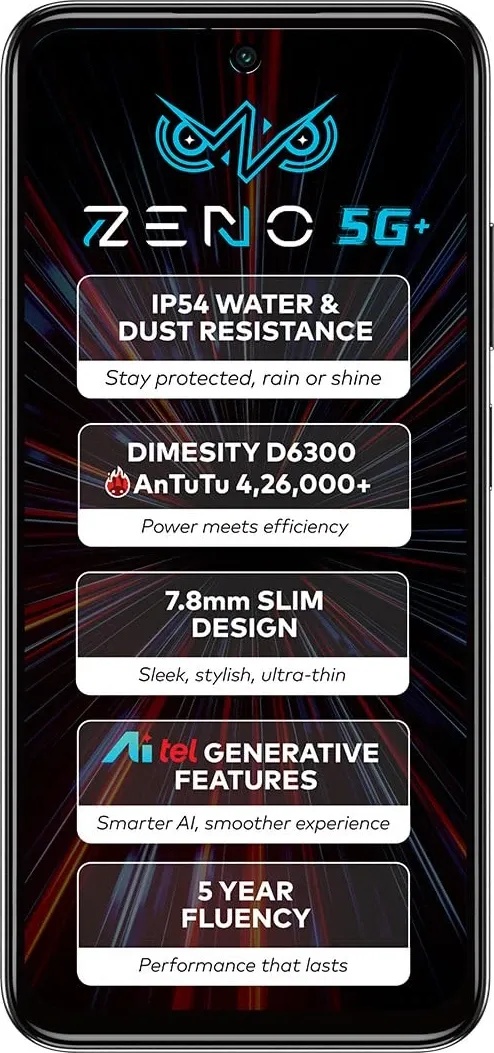 ZENO 5G+
IP54 WATER &
DUST RESISTANCE
Stay protected, rain or shine
DIMESITY D6300
AnTuTu 4,26,000+
Power meets efficiency
7.8mm SLIM
DESIGN
Sleek, stylish, ultra-thin
Aitel GENERATIVE
FEATURES
Smarter AI, smoother experience
5 YEAR
FLUENCY
Performance that lasts